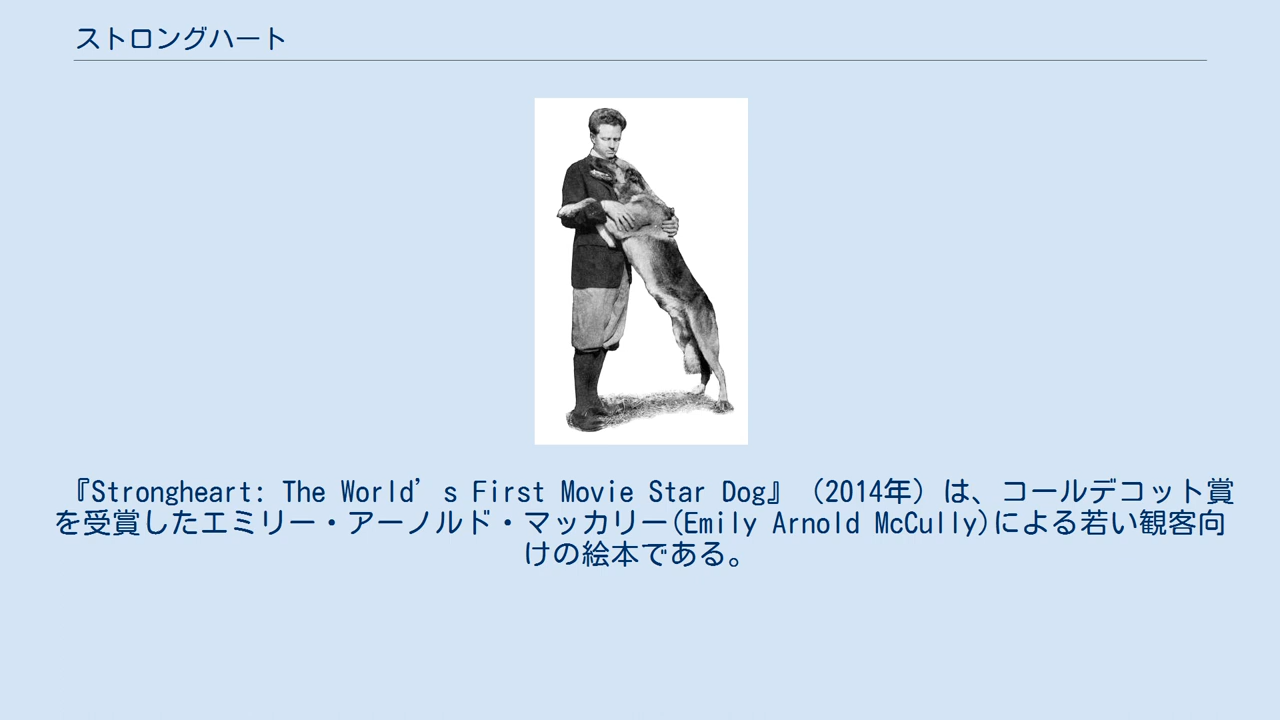 ストロングハート
『Strongheart: The World’s First Movie Star Dog』（2014年）は、コールデコット賞
を受賞したエミリー・アーノルド・マッカリー(Emily Arnold McCully)による若い観客向
けの絵本である。